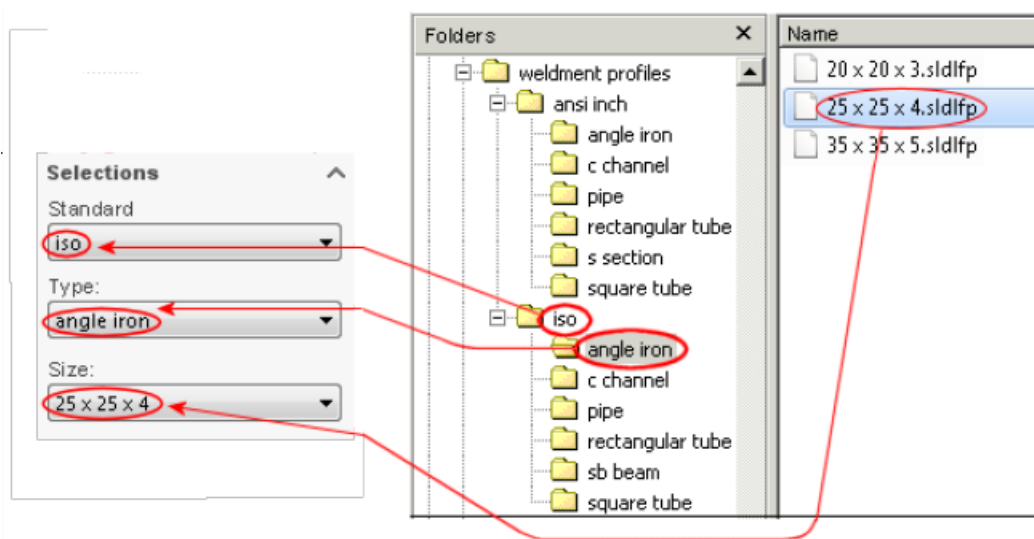 Selections
Standard
iso
Type:
angle iron
Size:
25 x 25 x 4
Folders
weldment profiles
ansi inch
angle iron
c channel
pipe
rectangular tube
s section
square tube
iso
angle iron
c channel
pipe
rectangular tube
sb beam
square tube
Name
20 x 20 x 3.sldlfp
25 x 25 x 4.sldlfp
35 x 35 x 5.sldlfp